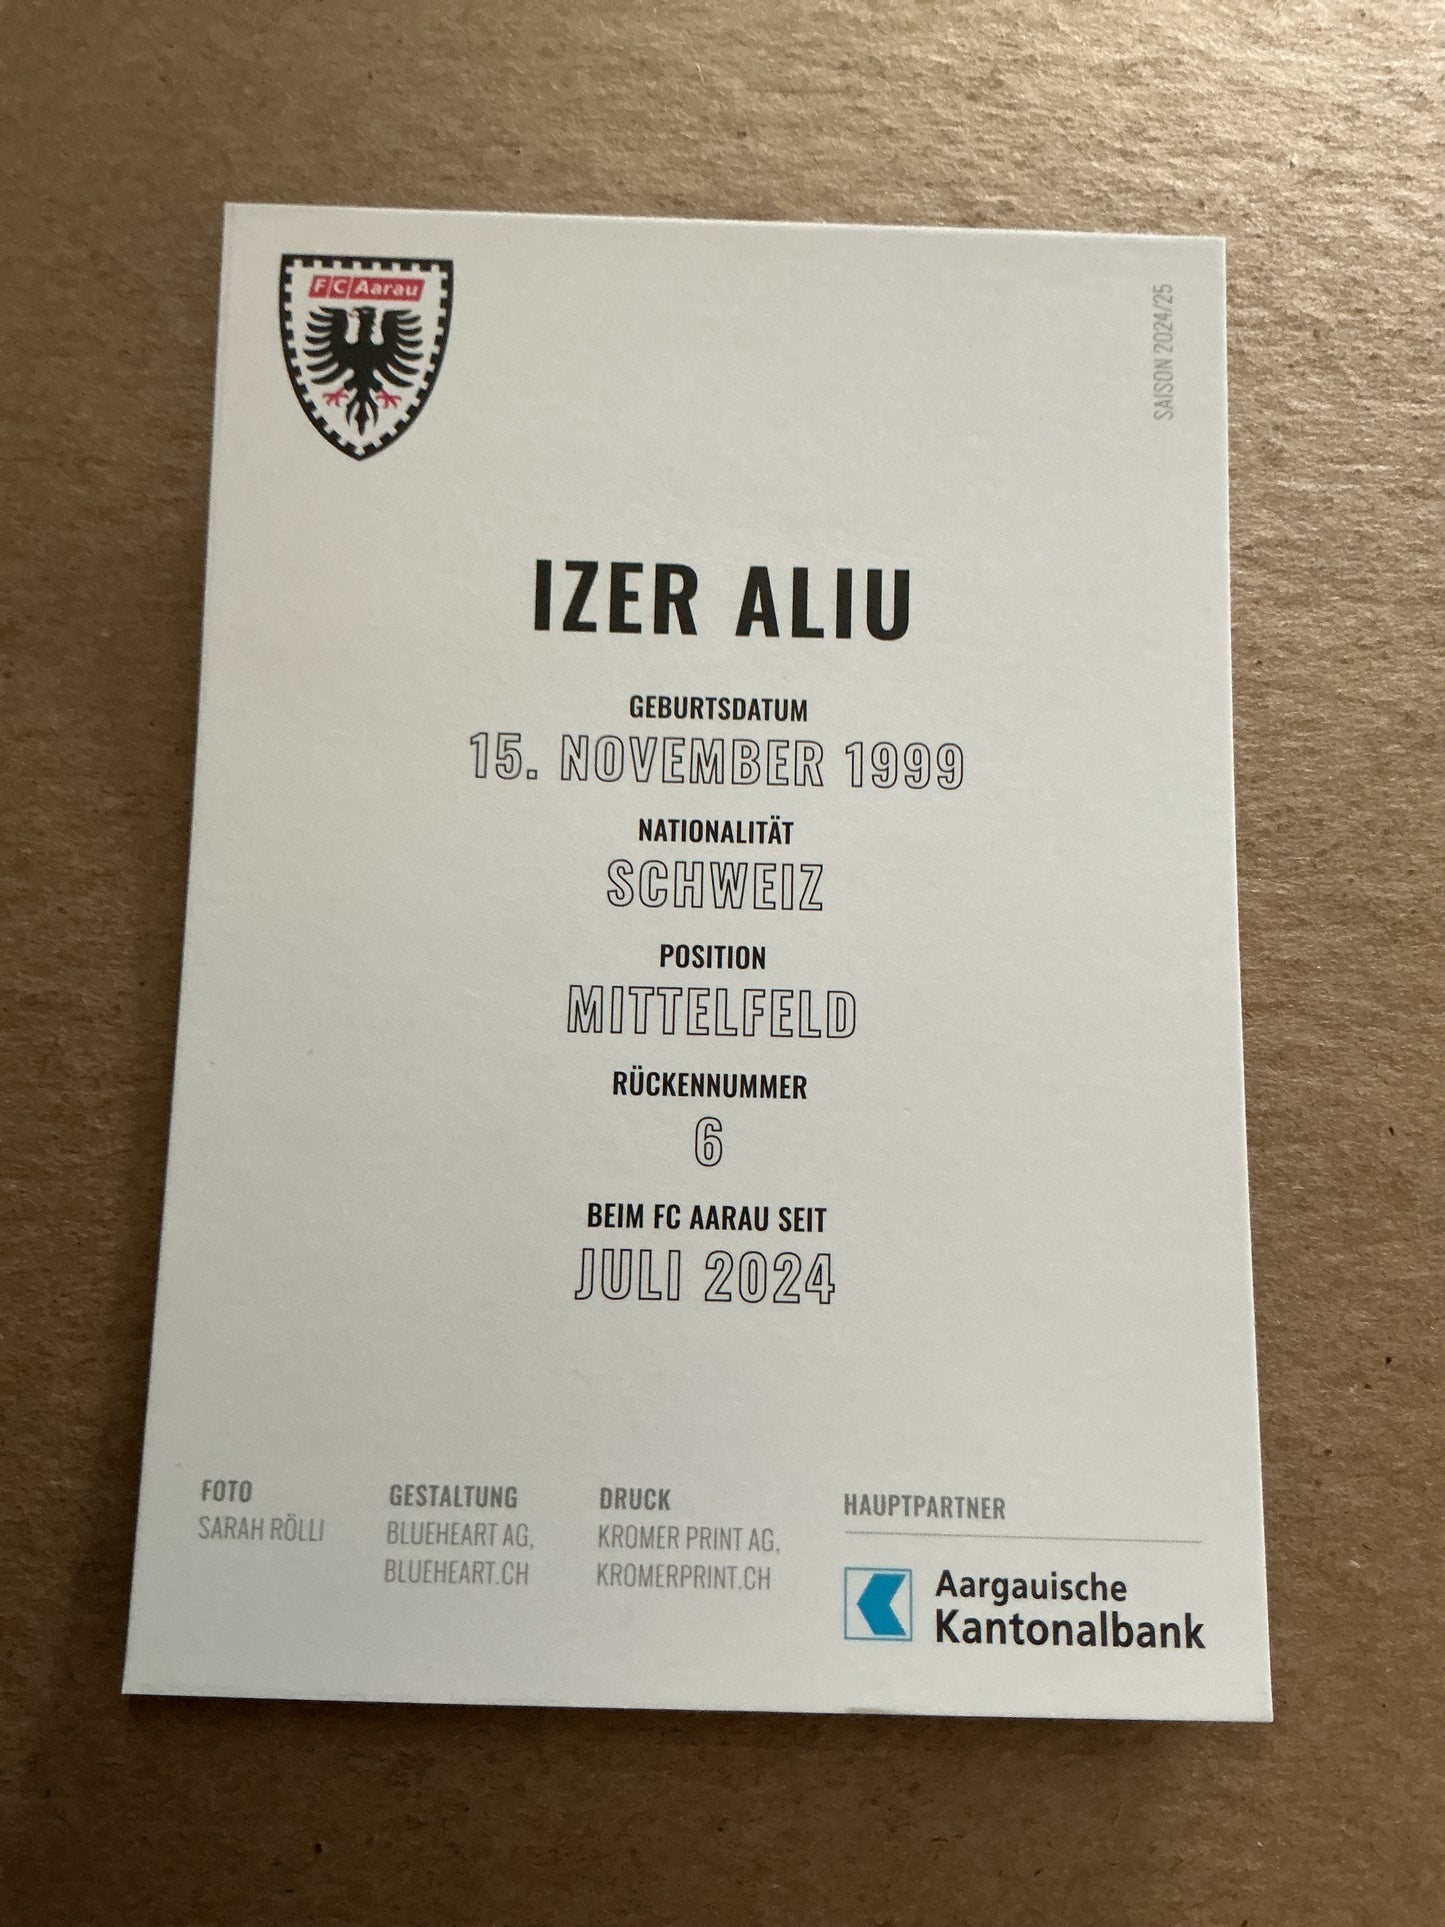 FC Aarau
SAISON 2024/25
IZER ALIU
GEBURTSDATUM
15. NOVEMBER 1999
NATIONALITÄT
SCHWEIZ
POSITION
MITTELFELD
RÜCKENNUMMER
6
BEIM FC AARAU SEIT
JULI 2024
FOTO
SARAH RÖLLI
GESTALTUNG
BLUEHEART AG,
BLUEHEART.CH
DRUCK
KROMER PRINT AG,
KROMERPRINT.CH
HAUPTPARTNER
Aargauische
Kantonalbank